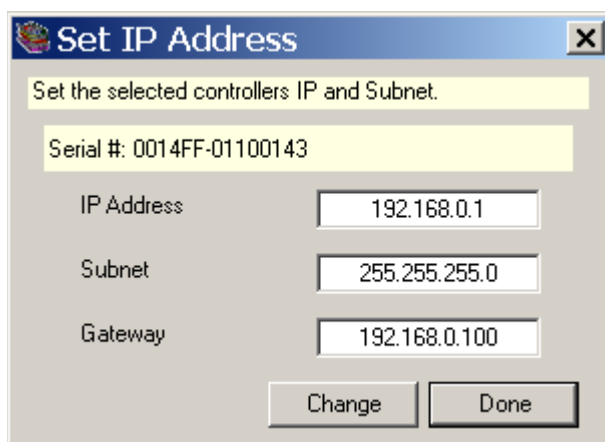 Set IP Address
Set the selected controllers IP and Subnet.
Serial #: 0014FF-01100143
IP Address 192.168.0.1
Subnet 255.255.255.0
Gateway 192.168.0.100
Change Done